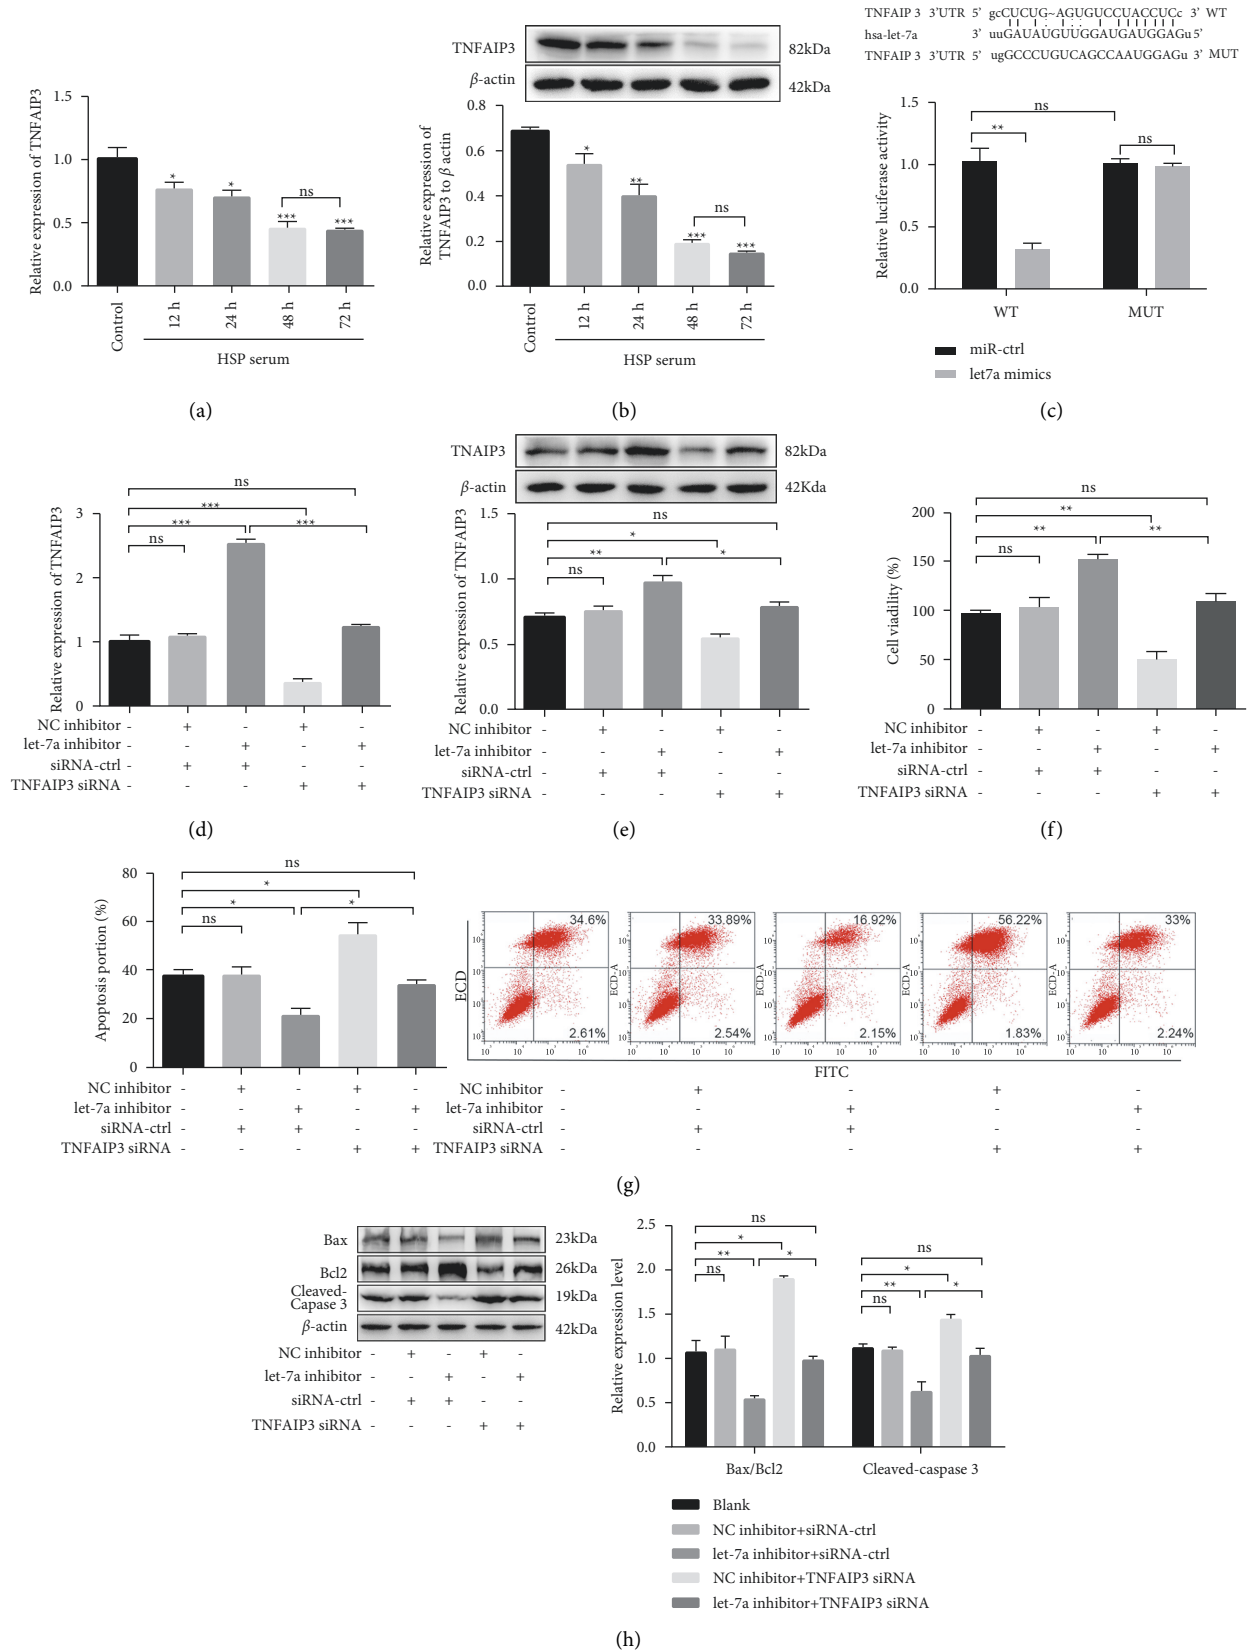 TNFAIP3 82kDa
β-actin 42kDa
TNFAIP 3 3'UTR 5' gcCUCUG~AGUGUCCUACCUCc 3' WT
hsa-let-7a 3' uuGAUAUGUUGGAUGAUGGAGu 5'
TNFAIP 3 3'UTR 5' ugGCCCUGUCAGCCAAUGGAGu 3' MUT
Relative expression of TNFAIP3
1.5
1.0
0.5
0.0
* * *** ns ***
Control 12 h 24 h 48 h 72 h
HSP serum
(a)
Relative expression of
TNFAIP3 to β actin
0.8
0.6
0.4
0.2
0.0
* ** *** ns ***
Control 12 h 24 h 48 h 72 h
HSP serum
(b)
Relative luciferase activity
1.5
1.0
0.5
0.0
ns
** ns
WT MUT
miR-ctrl
let7a mimics
(c)
Relative expression of TNFAIP3
3
2
1
0
ns
***
*** ***
ns
NC inhibitor - + - + -
let-7a inhibitor - - + - +
siRNA-ctrl - + + - -
TNFAIP3 siRNA - - - + +
(d)
TNAIP3 82kDa
β-actin 42Kda
Relative expression of TNFAIP3
1.5
1.0
0.5
0.0
ns
*
** *
ns
NC inhibitor - + - + -
let-7a inhibitor - - + - +
siRNA-ctrl - + + - -
TNFAIP3 siRNA - - - + +
(e)
Cell viadility (%)
200
150
100
50
0
ns
**
** **
ns
NC inhibitor - + - + -
let-7a inhibitor - - + - +
siRNA-ctrl - + + - -
TNFAIP3 siRNA - - - + +
(f)
Apoptosis portion (%)
80
60
40
20
0
ns
*
* *
ns
NC inhibitor - + - + -
let-7a inhibitor - - + - +
siRNA-ctrl - + + - -
TNFAIP3 siRNA - - - + +
ECD
34.6% 33.89% 16.92% 56.22% 33%
ECD-A ECD-A ECD-A ECD-A
2.61% 2.54% 2.15% 1.83% 2.24%
FITC
NC inhibitor - + - + -
let-7a inhibitor - - + - +
siRNA-ctrl - + + - -
TNFAIP3 siRNA - - - + +
(g)
Bax 23kDa
Bcl2 26kDa
Cleaved-
Capase 3 19kDa
β-actin 42kDa
NC inhibitor - + - + -
let-7a inhibitor - - + - +
siRNA-ctrl - + + - -
TNFAIP3 siRNA - - - + +
Relative expression level
2.5
2.0
1.5
1.0
0.5
0.0
ns
*
** *
ns
ns
*
** *
ns
Bax/Bcl2 Cleaved-caspase 3
Blank
NC inhibitor+siRNA-ctrl
let-7a inhibitor+siRNA-ctrl
NC inhibitor+TNFAIP3 siRNA
let-7a inhibitor+TNFAIP3 siRNA
(h)